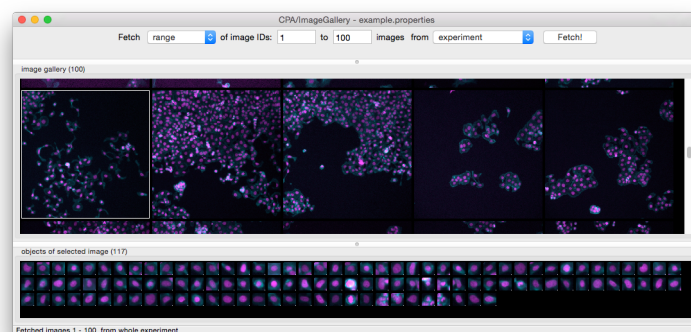 CPA/ImageGallery - example.properties
Fetch range of image IDs: 1 to 100 images from experiment Fetch!
image gallery (100)
objects of selected image (117)
Fetched images 1 - 100 from whole experiment